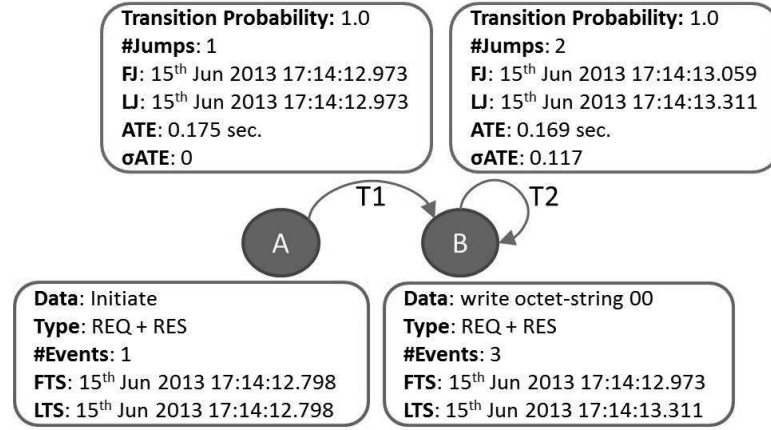 Transition Probability: 1.0
#Jumps: 1
FJ: 15th Jun 2013 17:14:12.973
LJ: 15th Jun 2013 17:14:12.973
ATE: 0.175 sec.
σATE: 0
Transition Probability: 1.0
#Jumps: 2
FJ: 15th Jun 2013 17:14:13.059
LJ: 15th Jun 2013 17:14:13.311
ATE: 0.169 sec.
σATE: 0.117
T1
T2
A
B
Data: Initiate
Type: REQ + RES
#Events: 1
FTS: 15th Jun 2013 17:14:12.798
LTS: 15th Jun 2013 17:14:12.798
Data: write octet-string 00
Type: REQ + RES
#Events: 3
FTS: 15th Jun 2013 17:14:12.973
LTS: 15th Jun 2013 17:14:13.311